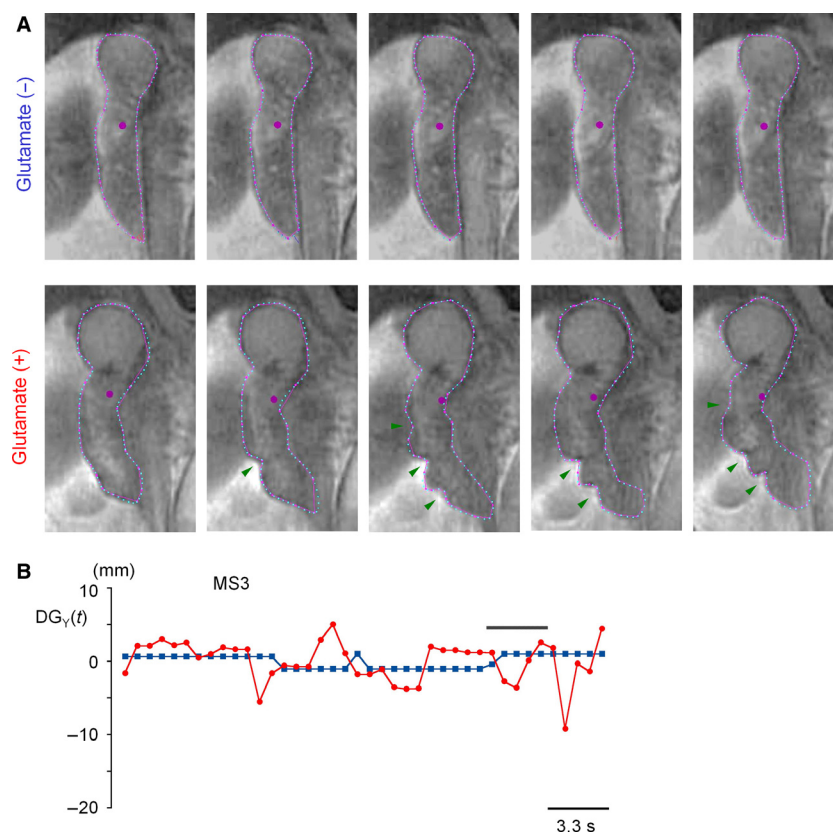 A
Glutamate (−)
Glutamate (+)
B
(mm)
MS3
10
DGY(t)
0
−10
−20
3.3 s